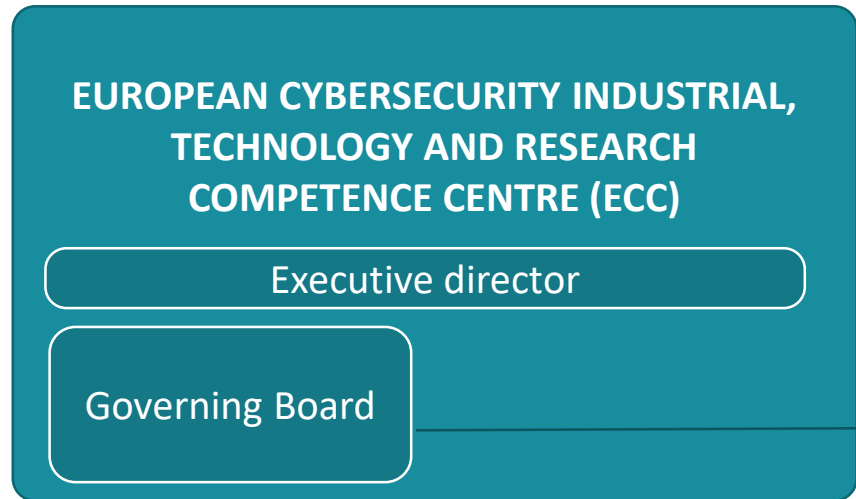 EUROPEAN CYBERSECURITY INDUSTRIAL,
TECHNOLOGY AND RESEARCH
COMPETENCE CENTRE (ECC)
Executive director
Governing Board